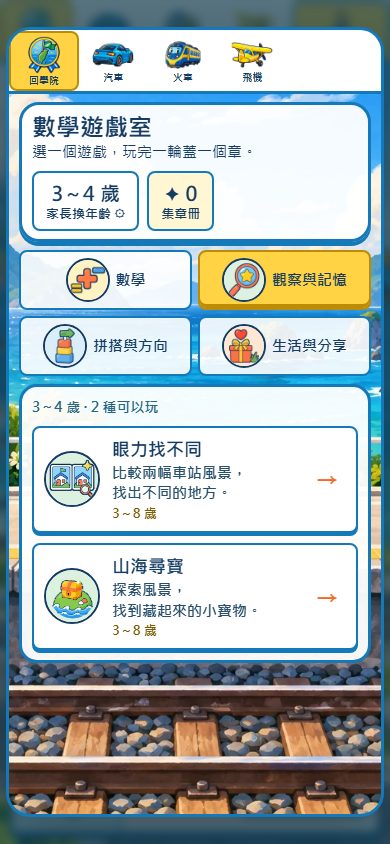 回學院
汽車
火車
飛機
數學遊戲室
選一個遊戲，玩完一輪蓋一個章。
3~4 歲
家長換年齡 ⚙
✦ 0
集章冊
數學
觀察與記憶
拼搭與方向
生活與分享
3~4 歲 · 2 種可以玩
眼力找不同
比較兩幅車站風景，
找出不同的地方。
3~8 歲
→
山海尋寶
探索風景，
找到藏起來的小寶物。
3~8 歲
→